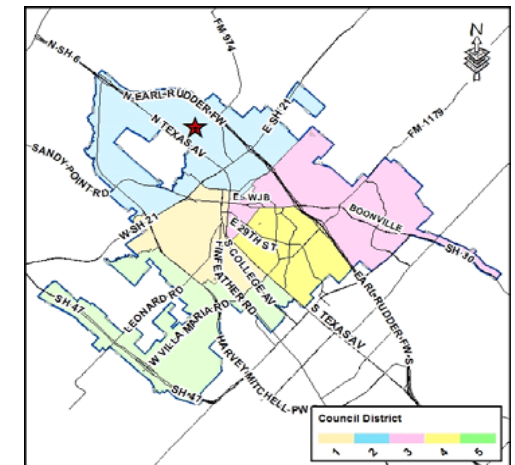 N-SH-6
FM 974
N
N-EARL-RUDDER-FW
E SH 21
FM-1179
N TEXAS-AV
SANDY-POINT-RD
W-SH 21
E WJB
BOONVILLE
SH-30
E 29TH ST
S-COLLEGE-AV
FINFEATHER-RD
LEONARD RD
SH-47
W VILLA MARIA RD
S TEXAS AV
EARL-RUDDER-FW-S
HARVEY-MITCHELL-PW
SH-47
Council District
1 2 3 4 5